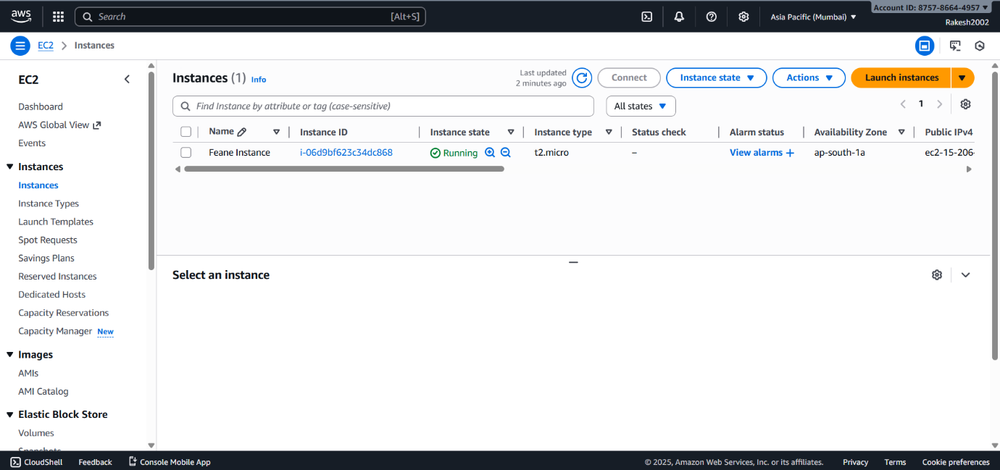 aws
Search [Alt+S]
Asia Pacific (Mumbai)
Account ID: 8757-8664-4957
Rakesh2002
EC2 Instances
EC2
Dashboard
AWS Global View
Events
Instances
Instances
Instance Types
Launch Templates
Spot Requests
Savings Plans
Reserved Instances
Dedicated Hosts
Capacity Reservations
Capacity Manager New
Images
AMIs
AMI Catalog
Elastic Block Store
Volumes
Snapshots
Instances (1) Info
Last updated
2 minutes ago
Connect
Instance state
Actions
Launch instances
Find Instance by attribute or tag (case-sensitive)
All states
1
Name Instance ID Instance state Instance type Status check Alarm status Availability Zone Public IPv4
Feane Instance i-06d9bf623c34dc868 Running t2.micro – View alarms + ap-south-1a ec2-15-206-
Select an instance
CloudShell Feedback Console Mobile App © 2025, Amazon Web Services, Inc. or its affiliates. Privacy Terms Cookie preferences